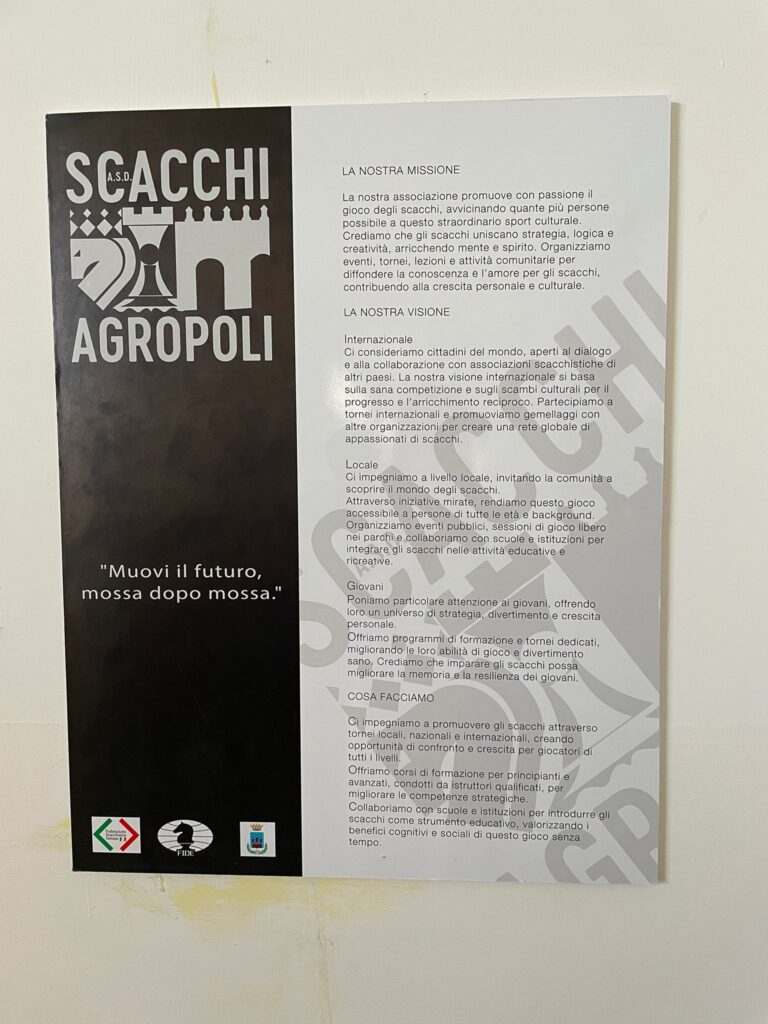 SCACCHI
A.S.D.
AGROPOLI
"Muovi il futuro,
mossa dopo mossa."
Federazione
Scacchistica
Italiana
FIDE
LA NOSTRA MISSIONE
La nostra associazione promuove con passione il
gioco degli scacchi, avvicinando quante più persone
possibile a questo straordinario sport culturale.
Crediamo che gli scacchi uniscano strategia, logica e
creatività, arricchendo mente e spirito. Organizziamo
eventi, tornei, lezioni e attività comunitarie per
diffondere la conoscenza e l'amore per gli scacchi,
contribuendo alla crescita personale e culturale.
LA NOSTRA VISIONE
Internazionale
Ci consideriamo cittadini del mondo, aperti al dialogo
e alla collaborazione con associazioni scacchistiche di
altri paesi. La nostra visione internazionale si basa
sulla sana competizione e sugli scambi culturali per il
progresso e l'arricchimento reciproco. Partecipiamo a
tornei internazionali e promuoviamo gemellaggi con
altre organizzazioni per creare una rete globale di
appassionati di scacchi.
Locale
Ci impegniamo a livello locale, invitando la comunità a
scoprire il mondo degli scacchi.
Attraverso iniziative mirate, rendiamo questo gioco
accessibile a persone di tutte le età e background.
Organizziamo eventi pubblici, sessioni di gioco libero
nei parchi e collaboriamo con scuole e istituzioni per
integrare gli scacchi nelle attività educative e
ricreative.
Giovani
Poniamo particolare attenzione ai giovani, offrendo
loro un universo di strategia, divertimento e crescita
personale.
Offriamo programmi di formazione e tornei dedicati,
migliorando le loro abilità di gioco e divertimento
sano. Crediamo che imparare gli scacchi possa
migliorare la memoria e la resilienza dei giovani.
COSA FACCIAMO
Ci impegniamo a promuovere gli scacchi attraverso
tornei locali, nazionali e internazionali, creando
opportunità di confronto e crescita per giocatori di
tutti i livelli.
Offriamo corsi di formazione per principianti e
avanzati, condotti da istruttori qualificati, per
migliorare le competenze strategiche.
Collaboriamo con scuole e istituzioni per introdurre gli
scacchi come strumento educativo, valorizzando i
benefici cognitivi e sociali di questo gioco senza
tempo.
SCACCHI
AGR